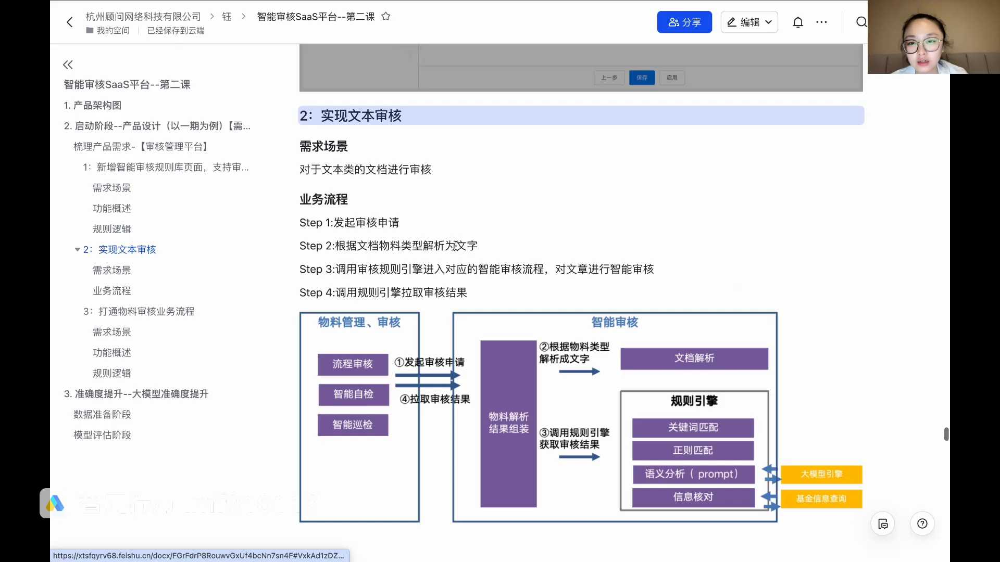 杭州顾问网络科技有限公司 > 钰 > 智能审核SaaS平台--第二课
我的空间 | 已经保存到云端
分享
编辑
智能审核SaaS平台--第二课
1. 产品架构图
2. 启动阶段--产品设计（以一期为例）【需...
梳理产品需求-【审核管理平台】
1：新增智能审核规则库页面，支持审...
需求场景
功能概述
规则逻辑
2：实现文本审核
需求场景
业务流程
3：打通物料审核业务流程
需求场景
功能概述
规则逻辑
3. 准确度提升--大模型准确度提升
数据准备阶段
模型评估阶段
上一步
保存
启用
2：实现文本审核
需求场景
对于文本类的文档进行审核
业务流程
Step 1:发起审核申请
Step 2:根据文档物料类型解析为文字
Step 3:调用审核规则引擎进入对应的智能审核流程，对文章进行智能审核
Step 4:调用规则引擎拉取审核结果
物料管理、审核
流程审核
智能自检
智能巡检
①发起审核申请
④拉取审核结果
智能审核
物料解析
结果组装
②根据物料类型
解析成文字
③调用规则引擎
获取审核结果
文档解析
规则引擎
关键词匹配
正则匹配
语义分析（ prompt）
信息核对
大模型引擎
基金信息查询
https://xtsfqyrv68.feishu.cn/docx/FGrFdrP8RouwvGxUf4bcNn7sn4F#VxkAd1zDZ...